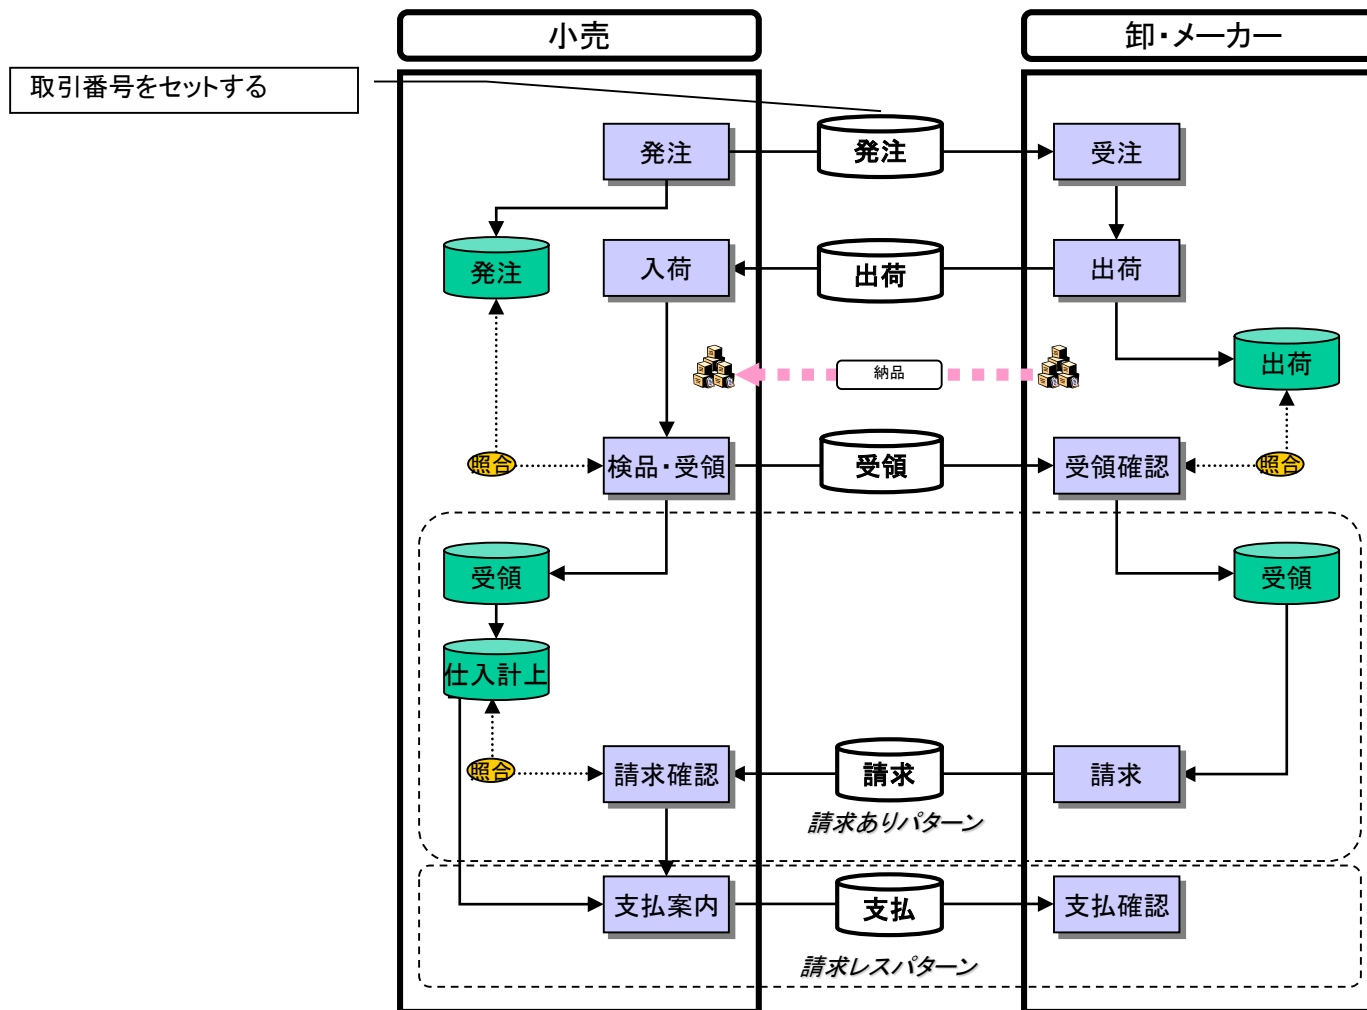 小売
卸・メーカー
取引番号をセットする
発注
発注
受注
発注
入荷
出荷
出荷
納品
出荷
照合
検品・受領
受領
受領確認
照合
受領
受領
仕入計上
照合
請求確認
請求
請求
請求ありパターン
支払案内
支払
支払確認
請求レスパターン